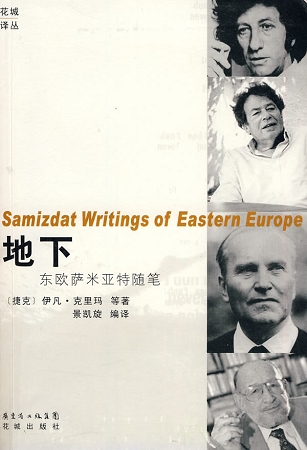 花城
译丛
Samizdat Writings of Eastern Europe
地下
东欧萨米亚特随笔
〔捷克〕伊凡·克里玛 等著
景凯旋 编译
广东省出版集团
花城出版社